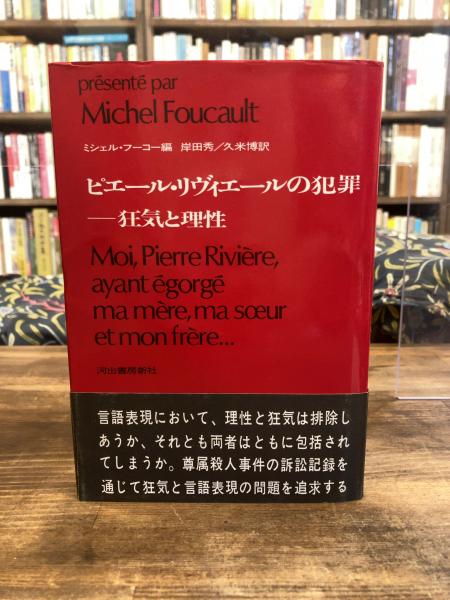 présenté par
Michel Foucault
ミシェル・フーコー編 岸田秀／久米博訳
ピエール・リヴィエールの犯罪
──狂気と理性
Moi, Pierre Rivière,
ayant égorgé
ma mère, ma sœur
et mon frère...
河出書房新社
言語表現において、理性と狂気は排除し
あうか、それとも両者はともに包括され
てしまうか。尊属殺人事件の訴訟記録を
通じて狂気と言語表現の問題を追求する